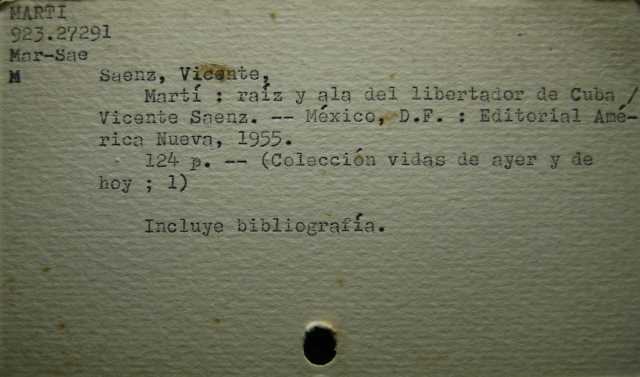 MARTI
923.27291
Mar-Sae
M Saenz, Vicente,
Martí : raíz y ala del libertador de Cuba /
Vicente Saenz. -- México, D.F. : Editorial Amé-
rica Nueva, 1955.
124 p. -- (Colección vidas de ayer y de
hoy ; 1)
Incluye bibliografía.